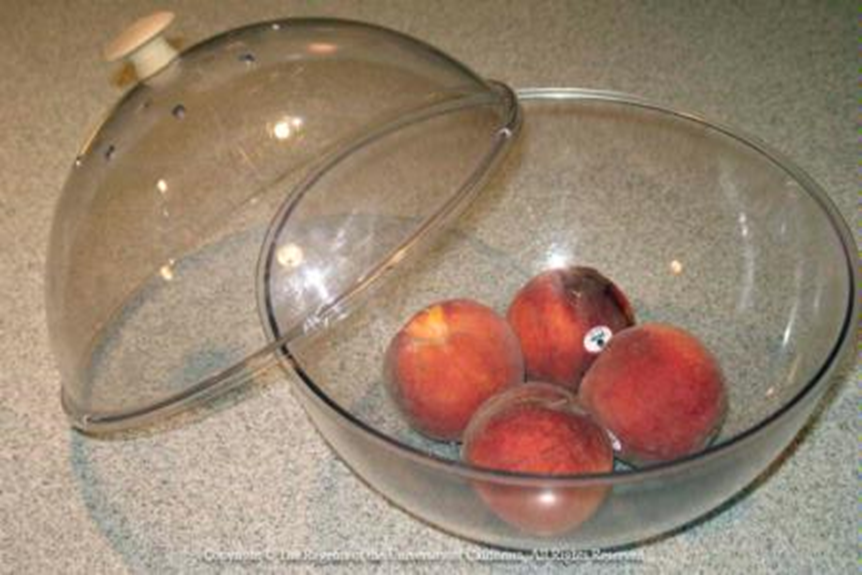 Copyright © The Regents of the University of California, All Rights Reserved